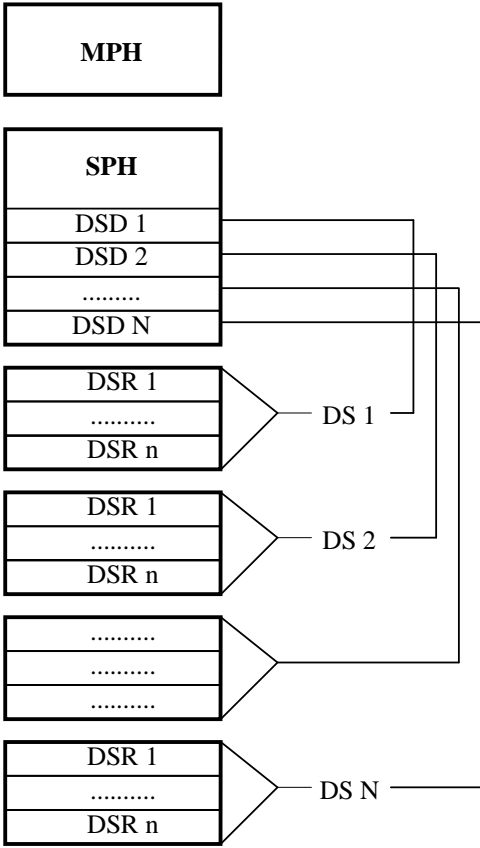 MPH
SPH
DSD 1
DSD 2
.........
DSD N
DSR 1
..........
DSR n
DS 1
DSR 1
..........
DSR n
DS 2
..........
..........
..........
DSR 1
..........
DSR n
DS N